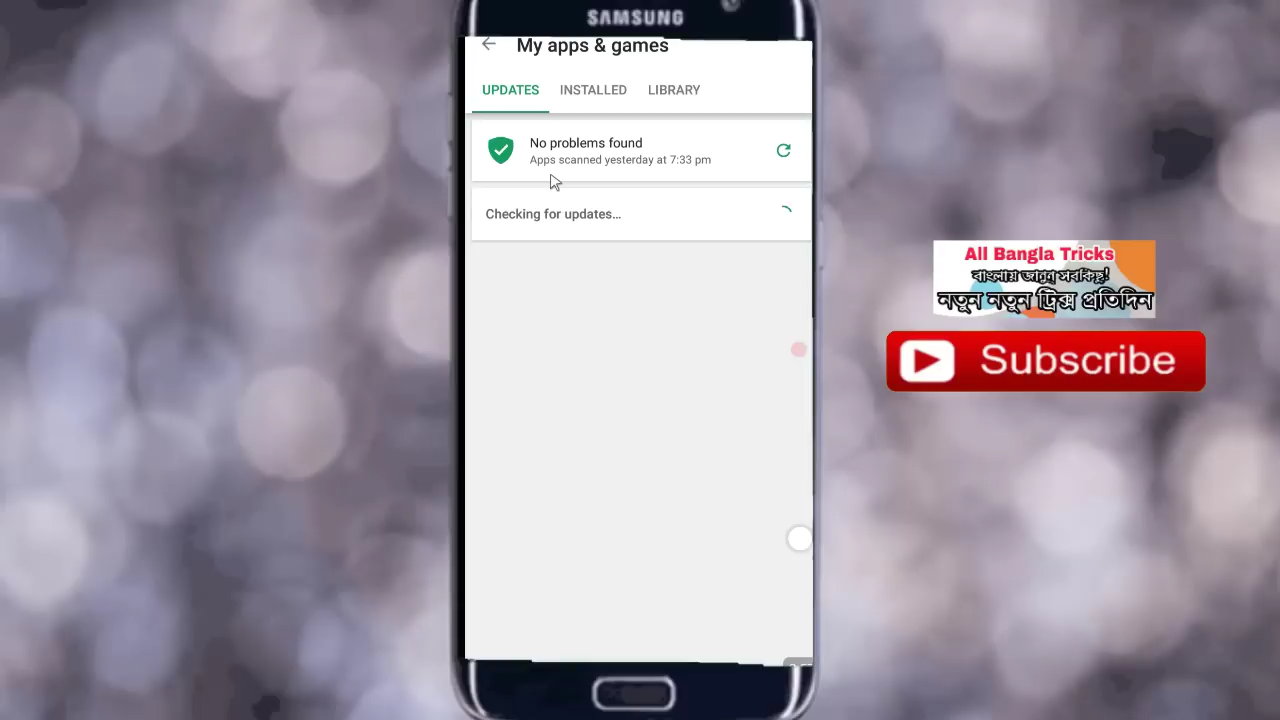 SAMSUNG
My apps & games
UPDATES INSTALLED LIBRARY
No problems found
Apps scanned yesterday at 7:33 pm
Checking for updates...
All Bangla Tricks
বাংলায় জানুন সবকিছু!
নতুন নতুন ট্রিক্স প্রতিদিন
Subscribe